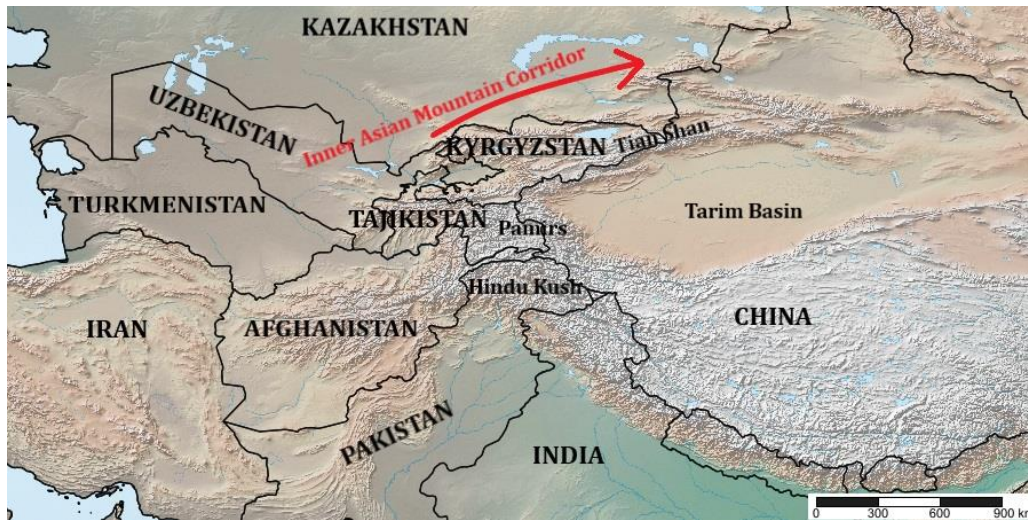 KAZAKHSTAN
Inner Asian Mountain Corridor
UZBEKISTAN
KYRGYZSTAN
Tian Shan
TURKMENISTAN
TAJIKISTAN
Pamirs
Tarim Basin
Hindu Kush
IRAN
AFGHANISTAN
CHINA
PAKISTAN
INDIA
0 300 600 900 km